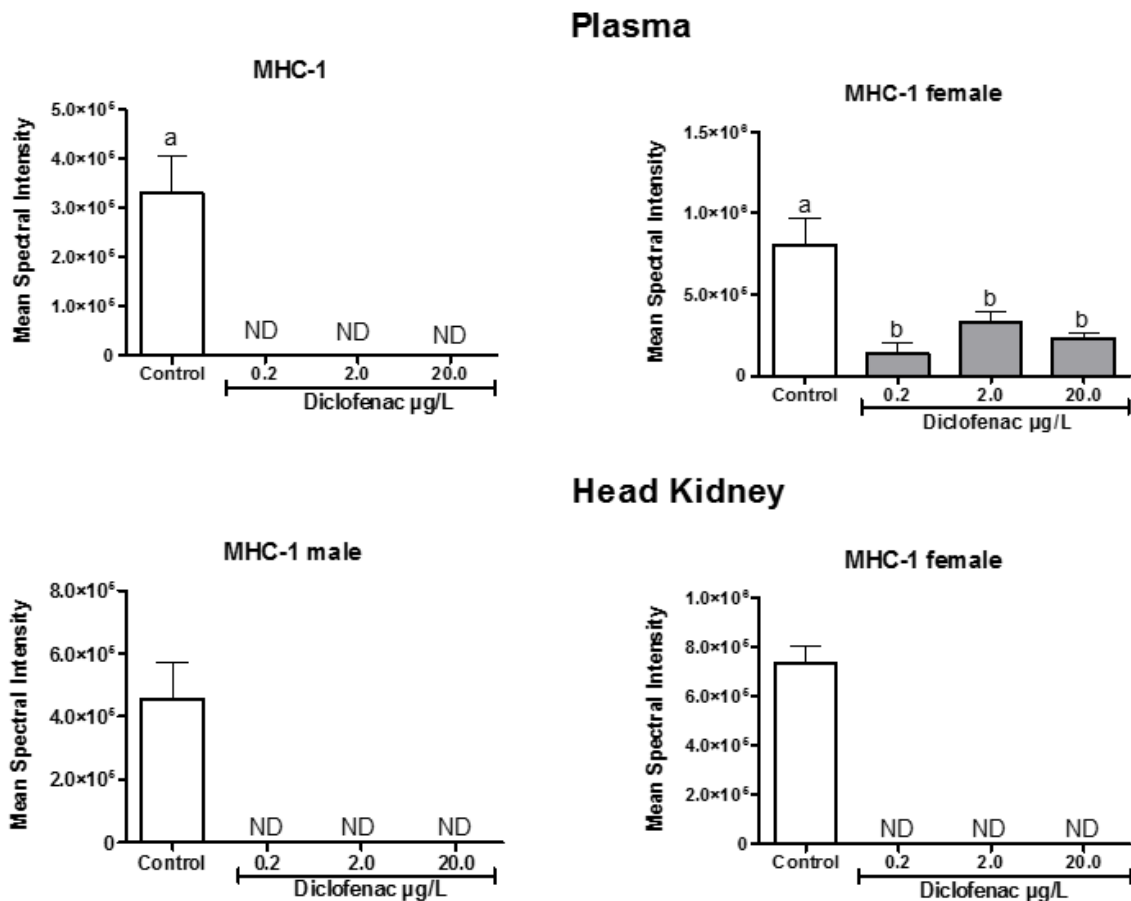 Plasma
MHC-1
Mean Spectral Intensity
5.0×10⁵
4.0×10⁵
3.0×10⁵
2.0×10⁵
1.0×10⁵
0
a
ND ND ND
Control 0.2 2.0 20.0
Diclofenac µg/L
MHC-1 female
Mean Spectral Intensity
1.5×10⁶
1.0×10⁶
5.0×10⁵
0
a
b b b
Control 0.2 2.0 20.0
Diclofenac µg/L
Head Kidney
MHC-1 male
Mean Spectral Intensity
8.0×10⁵
6.0×10⁵
4.0×10⁵
2.0×10⁵
0
ND ND ND
Control 0.2 2.0 20.0
Diclofenac µg/L
MHC-1 female
Mean Spectral Intensity
1.0×10⁶
8.0×10⁵
6.0×10⁵
4.0×10⁵
2.0×10⁵
0
ND ND ND
Control 0.2 2.0 20.0
Diclofenac µg/L